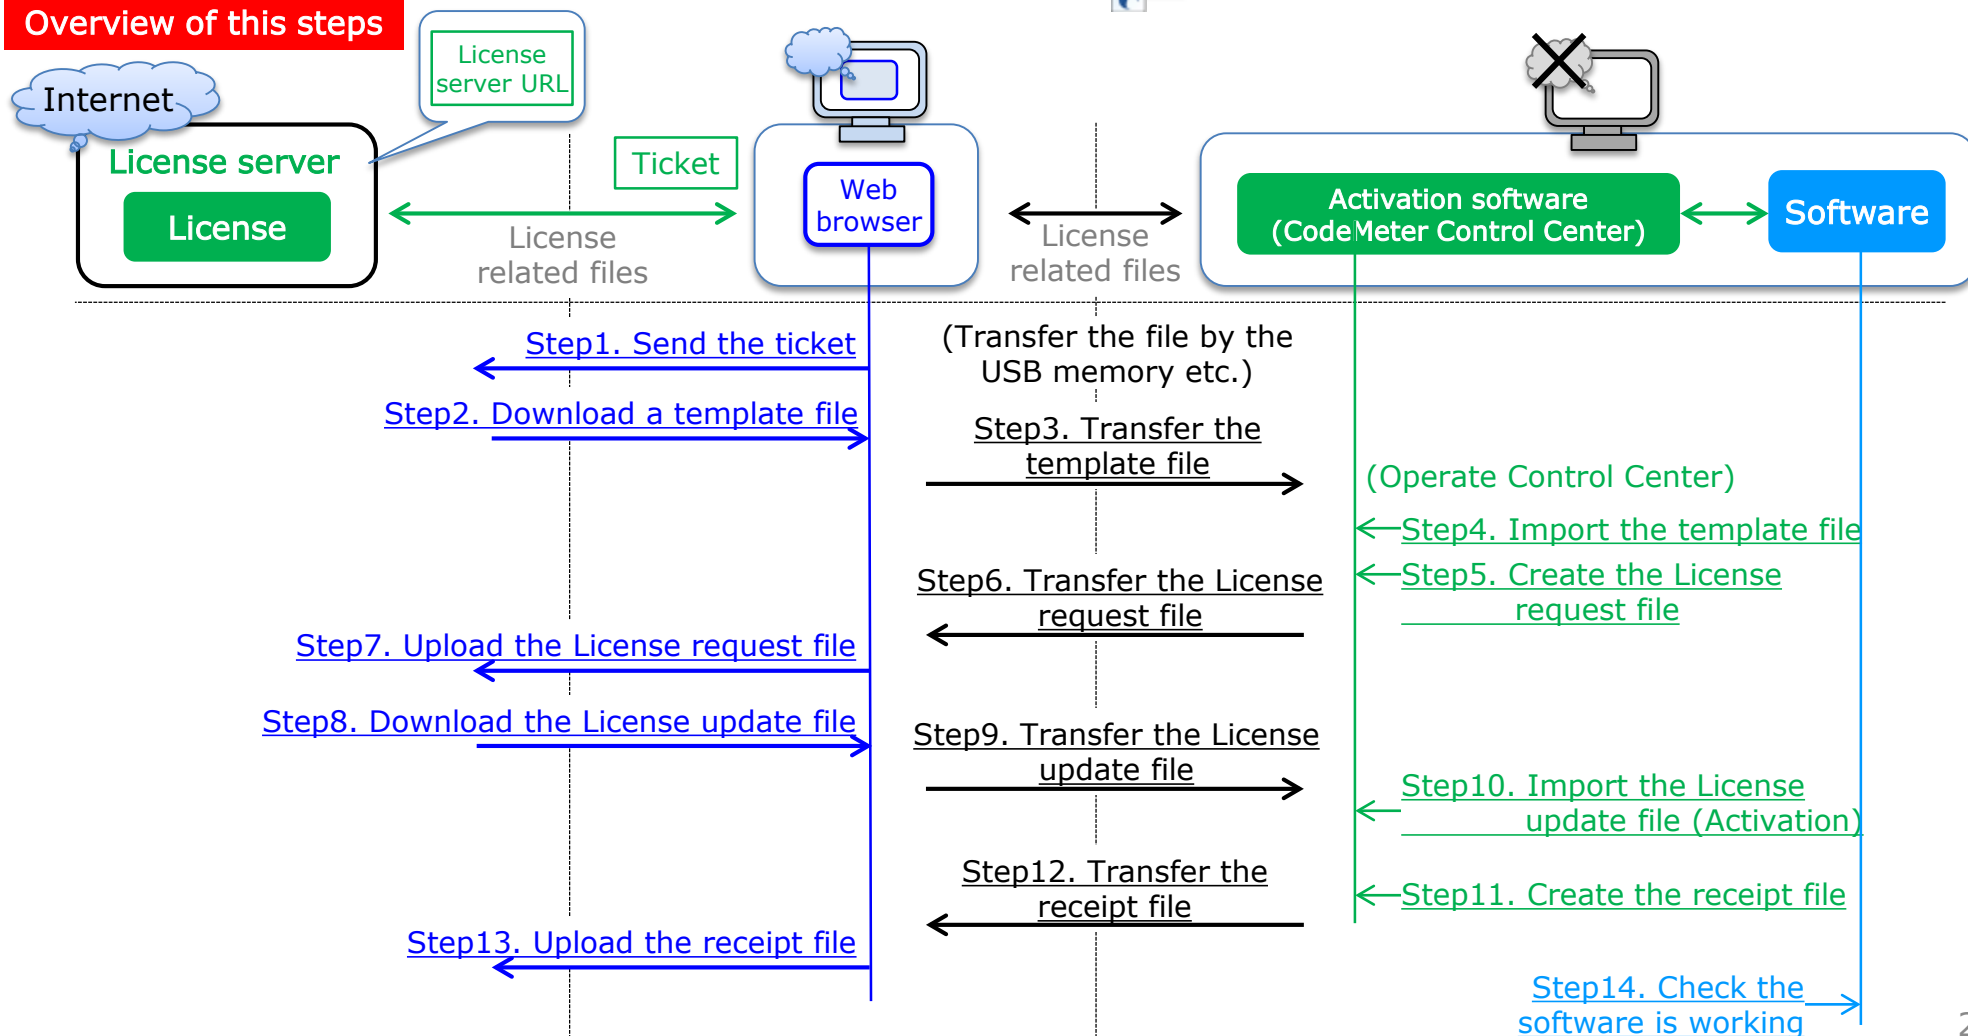 Overview of this steps
Internet
License
server URL
License server
License
Ticket
License
related files
Web
browser
License
related files
Activation software
(CodeMeter Control Center)
Software
Step1. Send the ticket
(Transfer the file by the
USB memory etc.)
Step2. Download a template file
Step3. Transfer the
template file
(Operate Control Center)
Step4. Import the template file
Step5. Create the License
request file
Step6. Transfer the License
request file
Step7. Upload the License request file
Step8. Download the License update file
Step9. Transfer the License
update file
Step10. Import the License
update file (Activation)
Step11. Create the receipt file
Step12. Transfer the
receipt file
Step13. Upload the receipt file
Step14. Check the
software is working